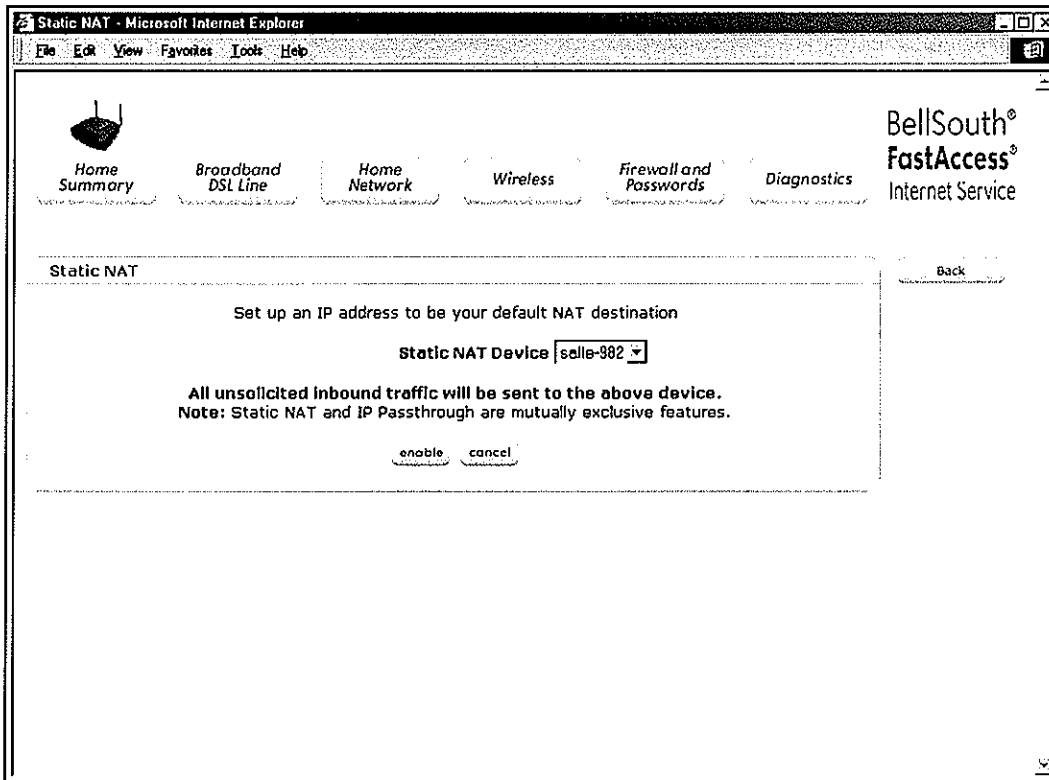 Static NAT - Microsoft Internet Explorer
File Edit View Favorites Tools Help
BellSouth®
FastAccess®
Internet Service
Home Summary
Broadband DSL Line
Home Network
Wireless
Firewall and Passwords
Diagnostics
Static NAT
Back
Set up an IP address to be your default NAT destination
Static NAT Device salle-982
All unsolicited inbound traffic will be sent to the above device.
Note: Static NAT and IP Passthrough are mutually exclusive features.
enable cancel